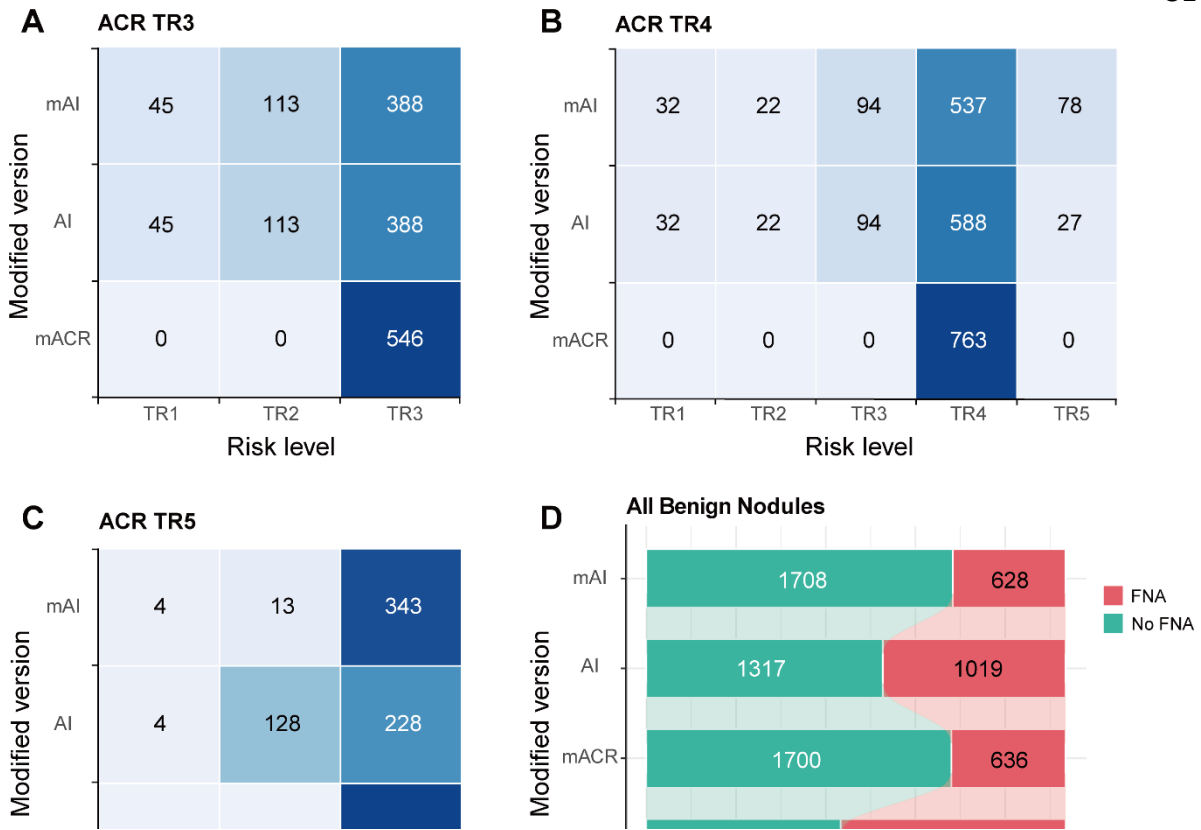 A ACR TR3
Modified version
mAI 45 113 388
AI 45 113 388
mACR 0 0 546
TR1 TR2 TR3
Risk level
B ACR TR4
Modified version
mAI 32 22 94 537 78
AI 32 22 94 588 27
mACR 0 0 0 763 0
TR1 TR2 TR3 TR4 TR5
Risk level
C ACR TR5
Modified version
mAI 4 13 343
AI 4 128 228
D All Benign Nodules
Modified version
mAI 1708 628
AI 1317 1019
mACR 1700 636
FNA
No FNA